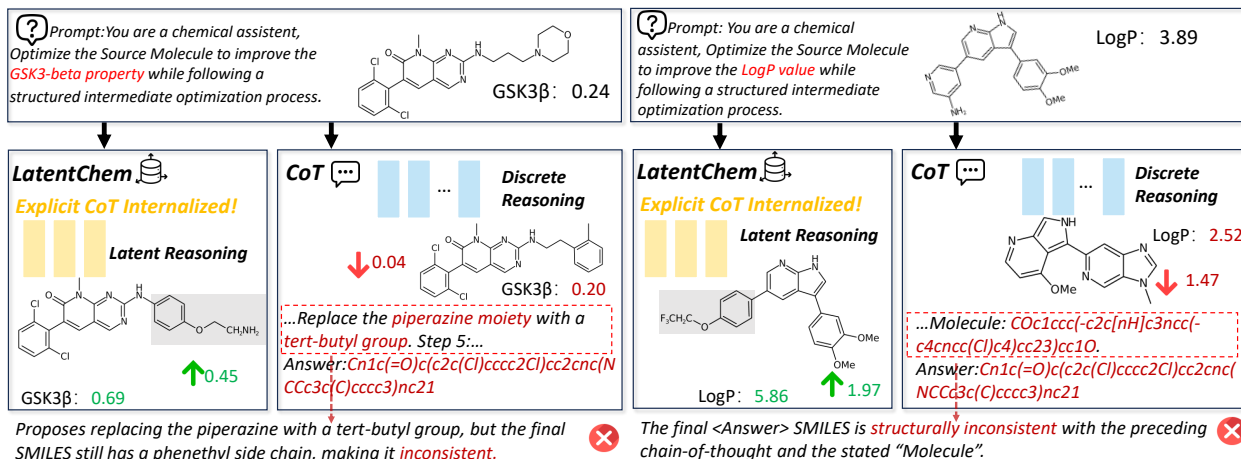 Prompt:You are a chemical assistent,
Optimize the Source Molecule to improve the
GSK3-beta property while following a
structured intermediate optimization process.
GSK3β: 0.24
LatentChem
Explicit CoT Internalized!
Latent Reasoning
GSK3β: 0.69
0.45
CoT
...
Discrete
Reasoning
0.04
GSK3β: 0.20
...Replace the piperazine moiety with a
tert-butyl group. Step 5:...
Answer:Cn1c(=O)c(c2c(Cl)cccc2Cl)cc2cnc(N
CCc3c(C)cccc3)nc21
Proposes replacing the piperazine with a tert-butyl group, but the final
SMILES still has a phenethyl side chain, making it inconsistent.
Prompt: You are a chemical
assistent, Optimize the Source Molecule
to improve the LogP value while
following a structured intermediate
optimization process.
LogP: 3.89
LatentChem
Explicit CoT Internalized!
Latent Reasoning
LogP: 5.86
1.97
CoT
...
Discrete
Reasoning
LogP: 2.52
1.47
...Molecule: COc1ccc(-c2c[nH]c3ncc(-
c4cncc(Cl)c4)cc23)cc1O.
Answer:Cn1c(=O)c(c2c(Cl)cccc2Cl)cc2cnc(
NCCc3c(C)cccc3)nc21
The final <Answer> SMILES is structurally inconsistent with the preceding
chain-of-thought and the stated “Molecule”.